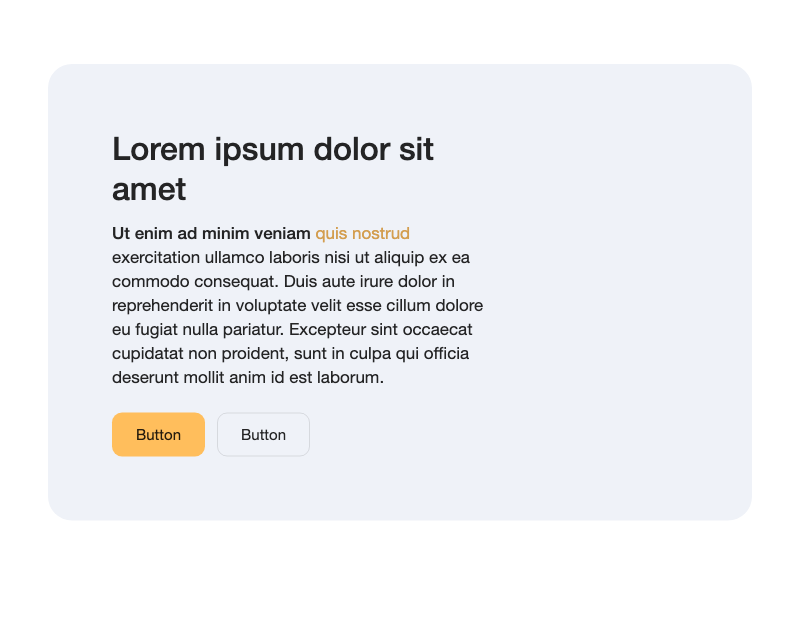 Lorem ipsum dolor sit
amet
Ut enim ad minim veniam quis nostrud
exercitation ullamco laboris nisi ut aliquip ex ea
commodo consequat. Duis aute irure dolor in
reprehenderit in voluptate velit esse cillum dolore
eu fugiat nulla pariatur. Excepteur sint occaecat
cupidatat non proident, sunt in culpa qui officia
deserunt mollit anim id est laborum.
Button Button